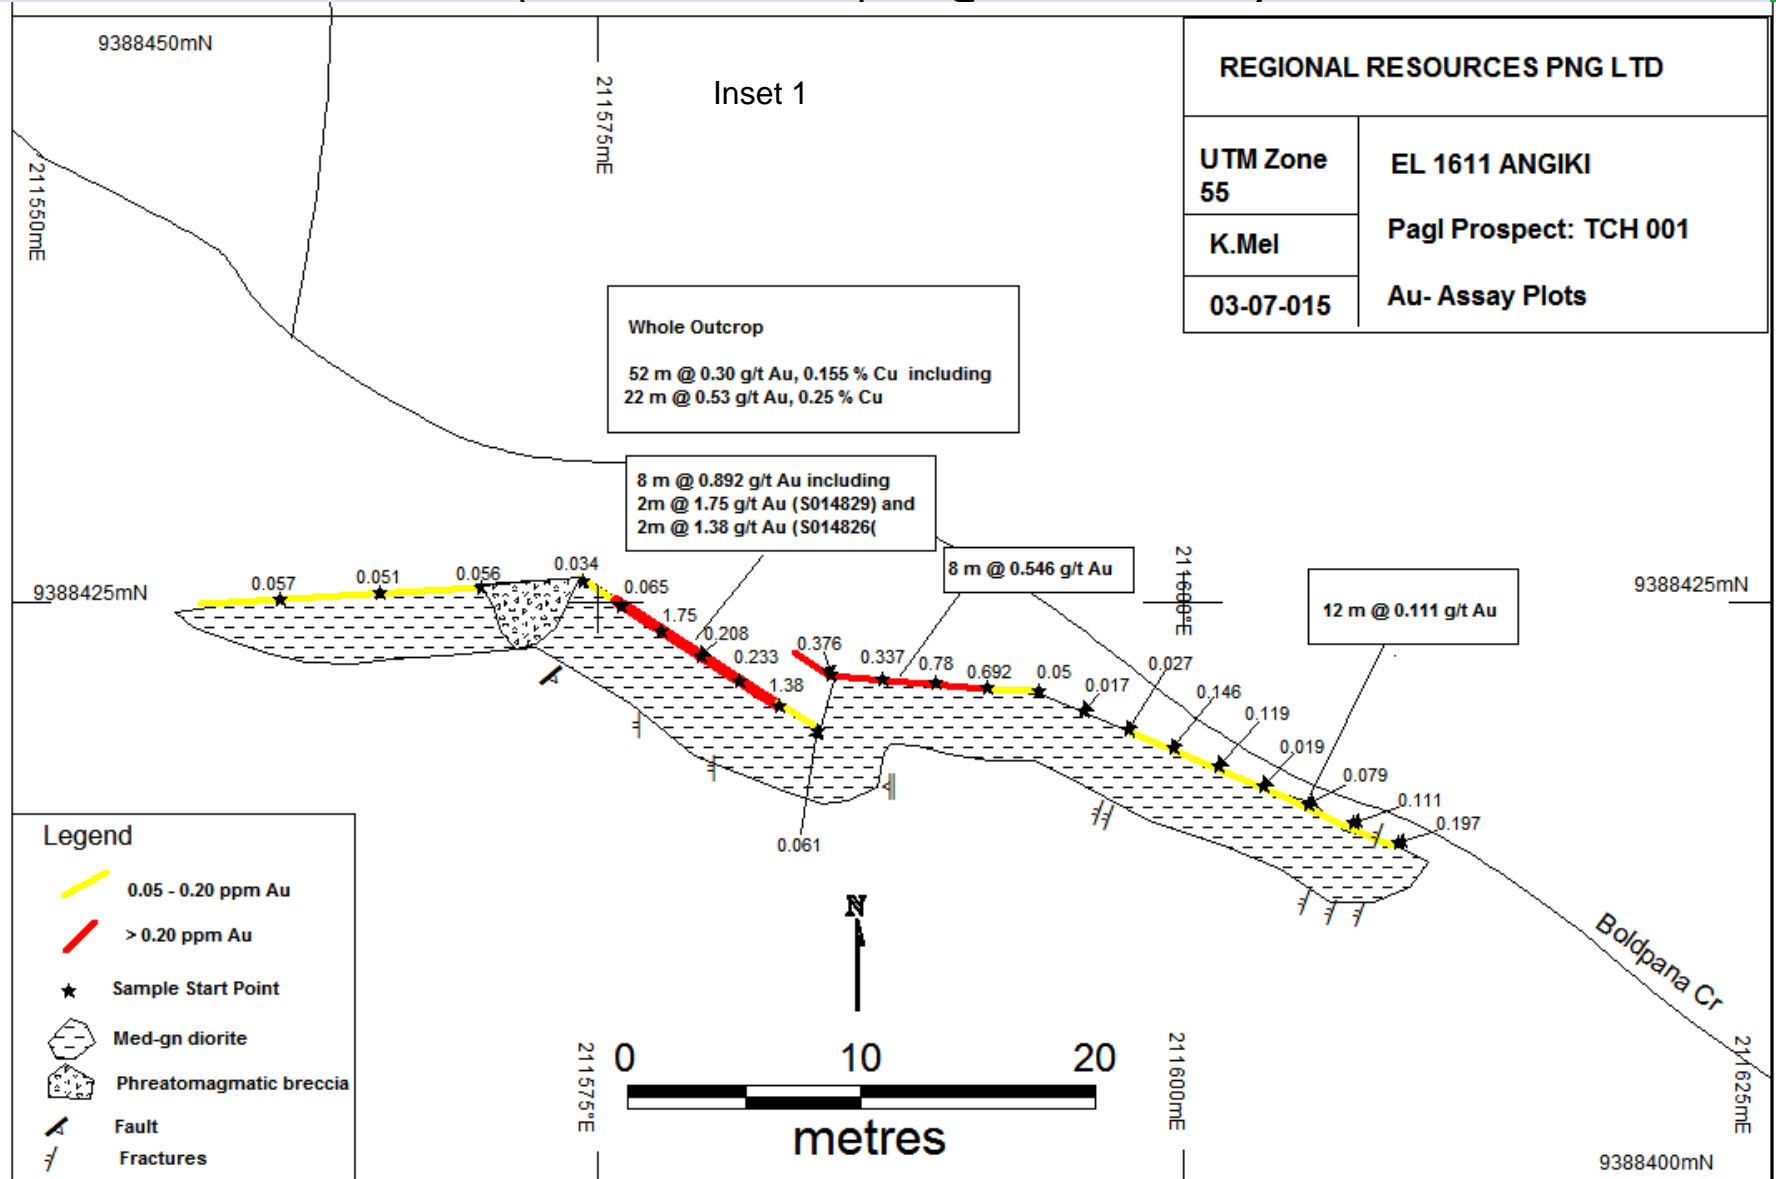 9388450mN
211575mE
Inset 1
REGIONAL RESOURCES PNG LTD
UTM Zone
55
EL 1611 ANGIKI
K.Mel
Pagl Prospect: TCH 001
03-07-015
Au- Assay Plots
211550mE
Whole Outcrop
52 m @ 0.30 g/t Au, 0.155 % Cu including
22 m @ 0.53 g/t Au, 0.25 % Cu
8 m @ 0.892 g/t Au including
2m @ 1.75 g/t Au (S014829) and
2m @ 1.38 g/t Au (S014826(
8 m @ 0.546 g/t Au
211600°E
12 m @ 0.111 g/t Au
9388425mN
9388425mN
0.057
0.051
0.056
0.034
0.065
1.75
0.208
0.233
1.38
0.376
0.337
0.78
0.692
0.05
0.017
0.027
0.146
0.119
0.019
0.079
0.111
0.197
0.061
Legend
0.05 - 0.20 ppm Au
> 0.20 ppm Au
Sample Start Point
Med-gn diorite
Phreatomagmatic breccia
Fault
Fractures
N
Boldpana Cr
211575°E
0 10 20
metres
211600mE
211625mE
9388400mN